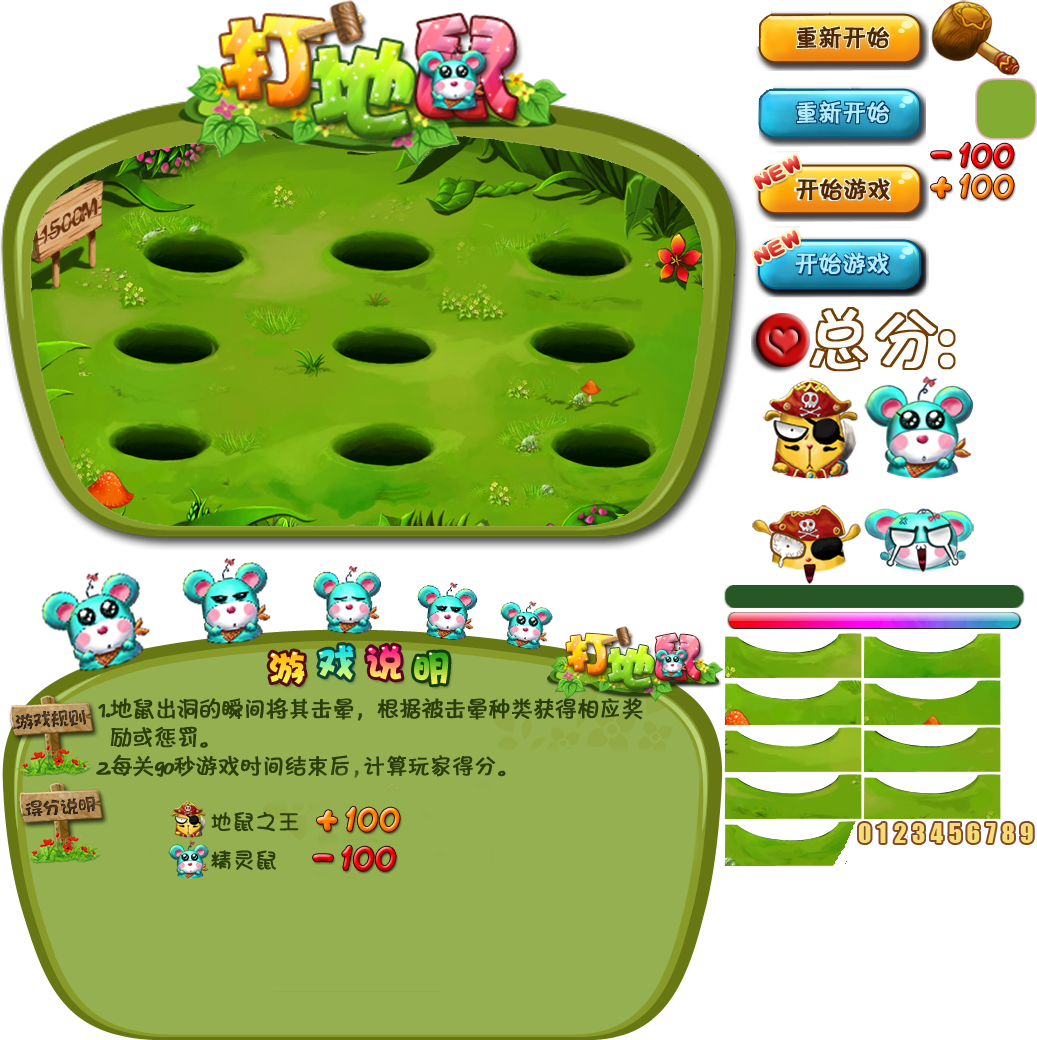 打地鼠
H500M
重新开始
重新开始
-100
+100
NEW
开始游戏
NEW
开始游戏
总分:
游戏说明
打地鼠
游戏规则
1.地鼠出洞的瞬间将其击晕，根据被击晕种类获得相应奖
励或惩罚。
2.每关90秒游戏时间结束后,计算玩家得分。
得分说明
地鼠之王 +100
精灵鼠 -100
0123456789